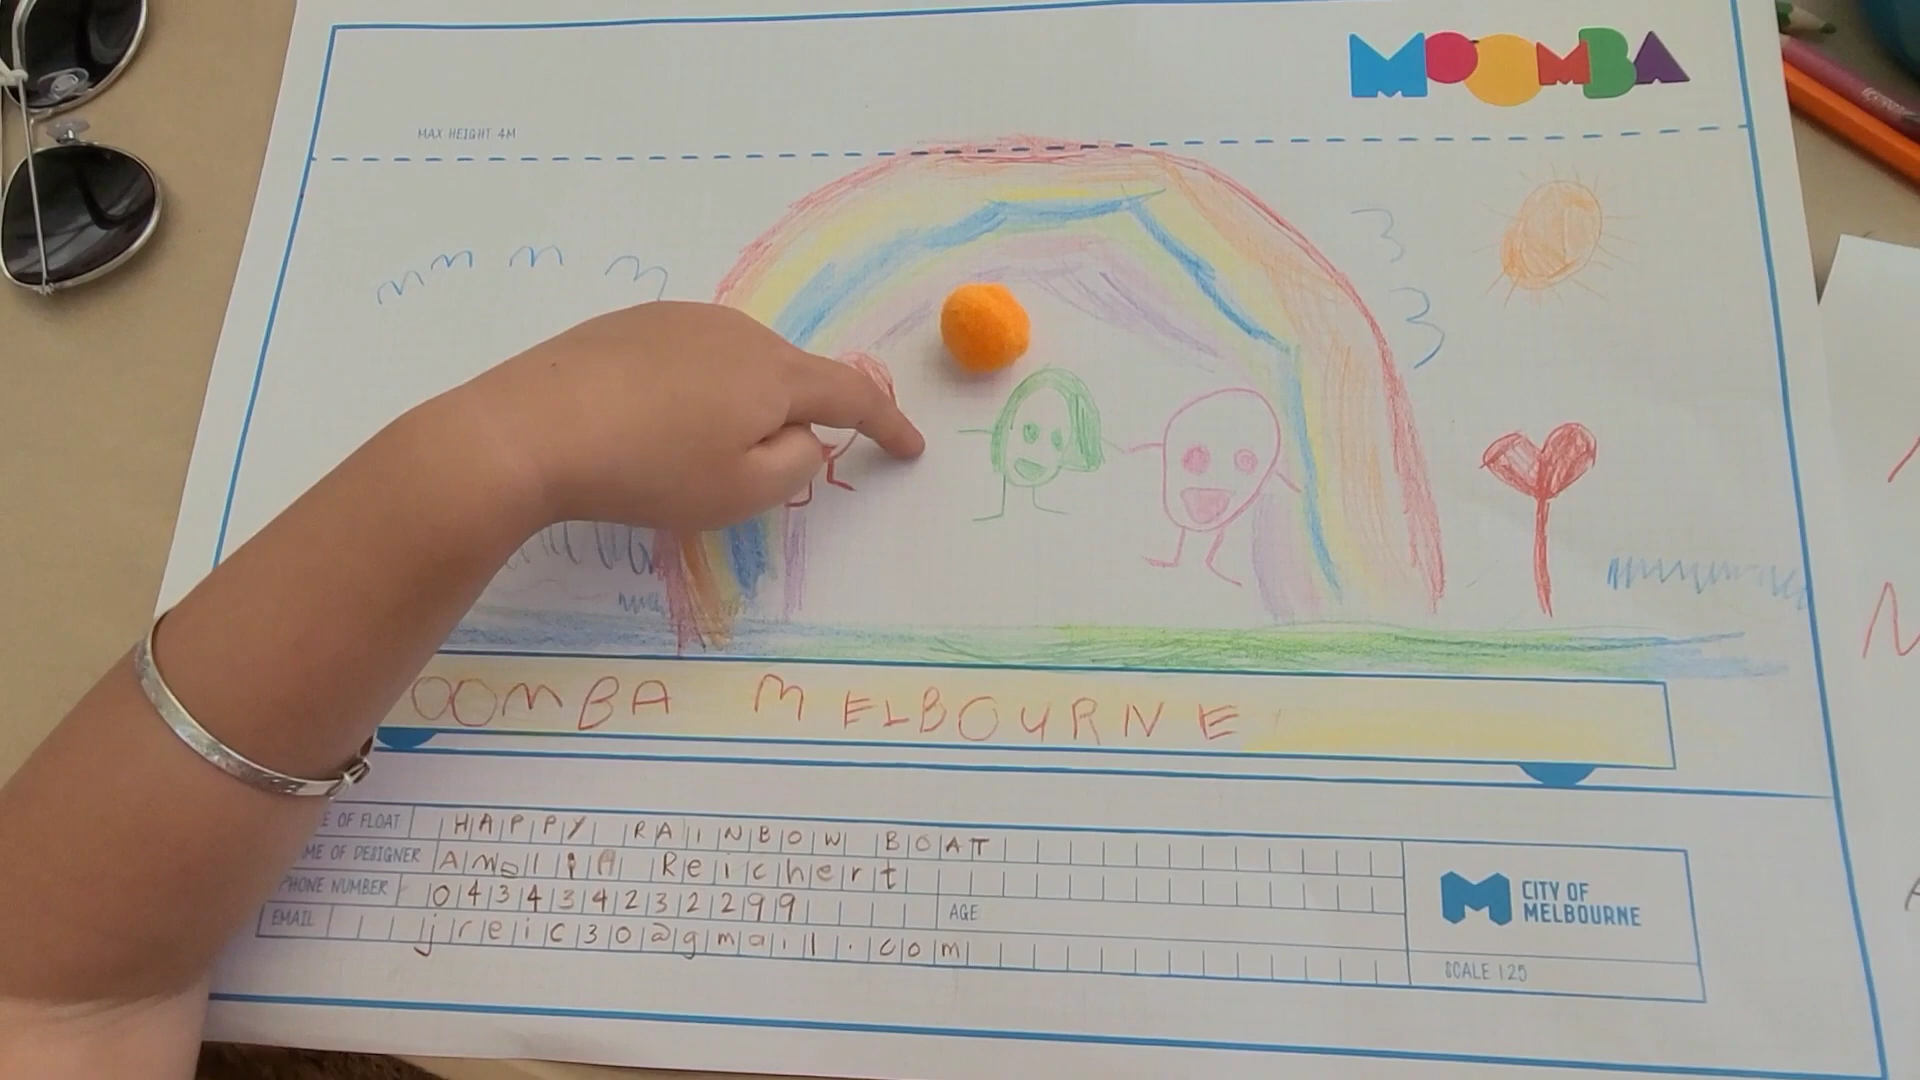 MOOMBA
MAX HEIGHT 4M
OOMBA MELBOURNE
E OF FLOAT HAPPY RAINBOW BOAT
ME OF DESIGNER AMaliA Reichert
PHONE NUMBER 043434232299
AGE
EMAIL jreic30@gmail.com
CITY OF
MELBOURNE
SCALE 1:25